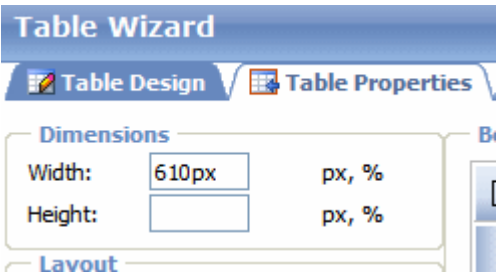 Table Wizard
Table Design Table Properties
Dimensions
Width: 610px px, %
Height: px, %
Layout